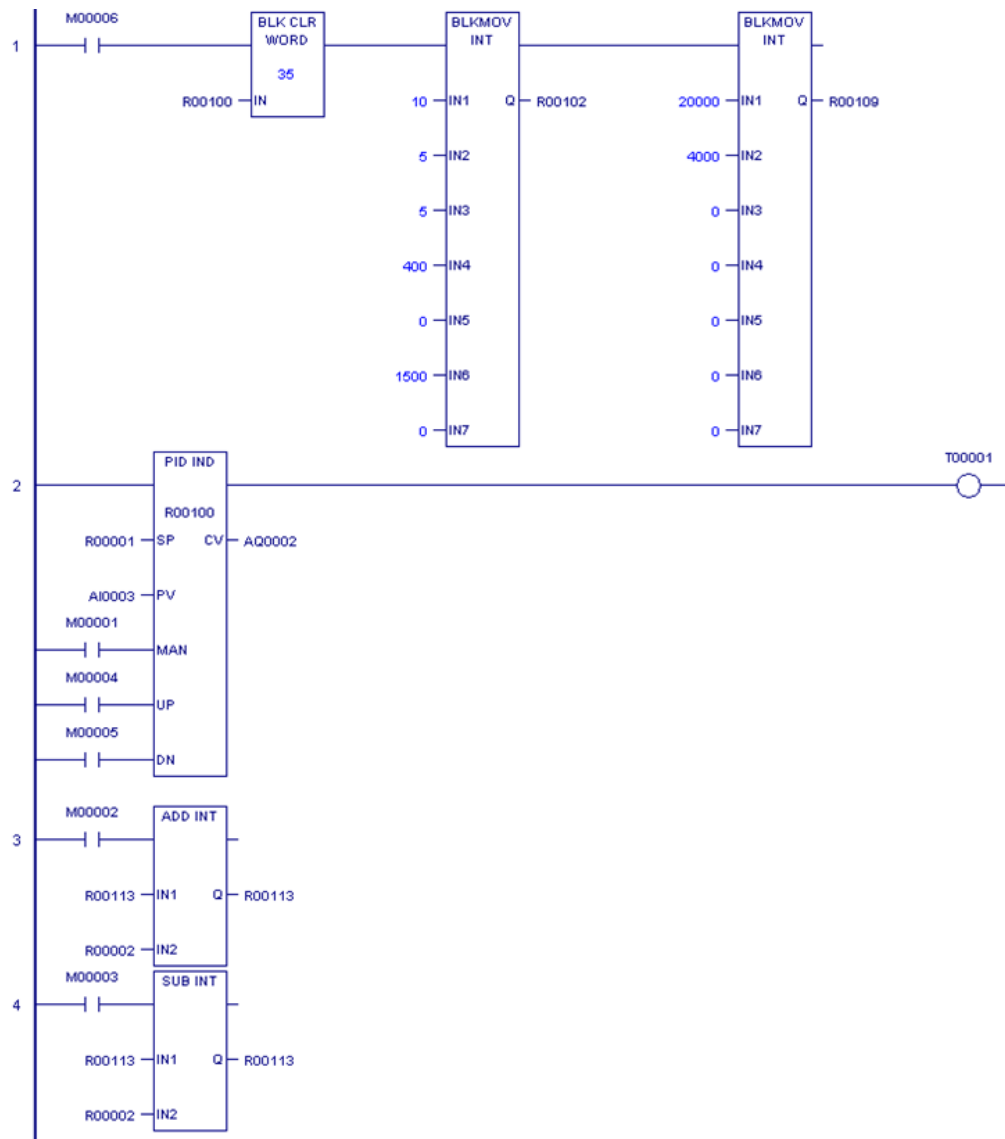 M00006
BLK CLR WORD
BLKMOV INT
BLKMOV INT
1
35
R00100 IN
10 IN1 Q R00102
20000 IN1 Q R00109
5 IN2
4000 IN2
5 IN3
0 IN3
400 IN4
0 IN4
0 IN5
0 IN5
1500 IN6
0 IN6
0 IN7
0 IN7
PID IND
T00001
2
R00100
R00001 SP CV AQ0002
AI0003 PV
M00001
MAN
M00004
UP
M00005
DN
M00002
ADD INT
3
R00113 IN1 Q R00113
R00002 IN2
M00003
SUB INT
4
R00113 IN1 Q R00113
R00002 IN2